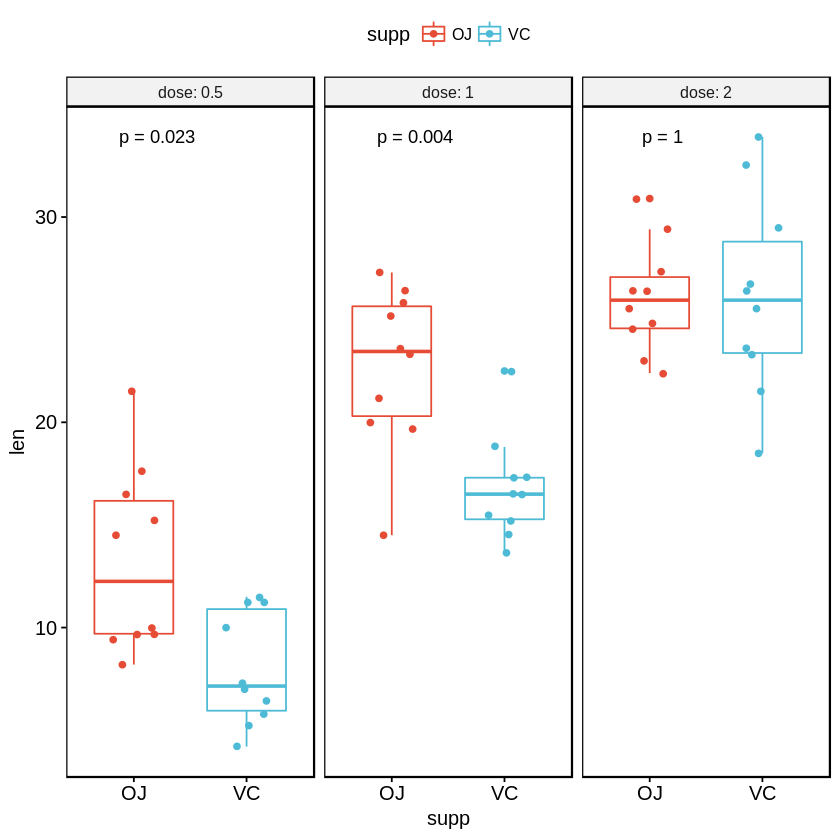 supp OJ VC
dose: 0.5 dose: 1 dose: 2
p = 0.023 p = 0.004 p = 1
30
20
10
len
OJ VC OJ VC OJ VC
supp